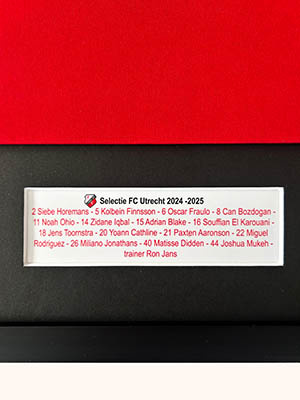 Selectie FC Utrecht 2024 -2025
2 Siebe Horemans - 5 Kolbein Finnsson - 6 Oscar Fraulo - 8 Can Bozdogan -
11 Noah Ohio - 14 Zidane Iqbal - 15 Adrian Blake - 16 Souffian El Karouani -
18 Jens Toornstra - 20 Yoann Cathline - 21 Paxten Aaronson - 22 Miguel
Rodríguez - 26 Miliano Jonathans - 40 Matisse Didden - 44 Joshua Mukeh -
trainer Ron Jans